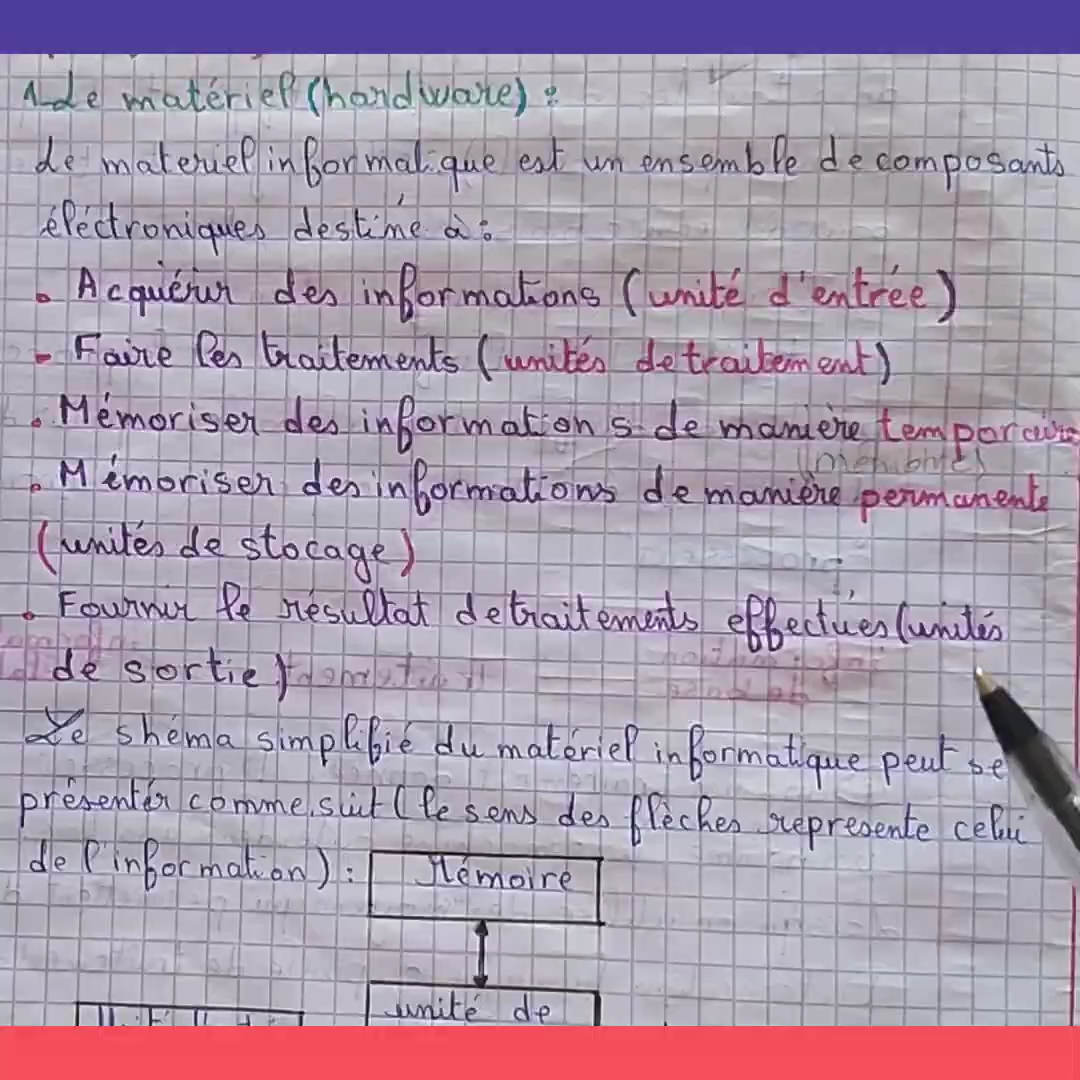 1-Le matériel (hardware) :
Le materiel informatique est un ensemble de composants
éléctroniques destiné à :
• Acquérir des informations (unité d'entrée)
- Faire les traitements (unités de traitement)
• Mémoriser des informations de manière temporaire
(mémoires)
• Mémoriser des informations de manière permanente
(unités de stocage)
• Fournir le résultat de traitements effectués (unités
de sortie)
Le shéma simplifié du matériel informatique peut se
présenter comme suit (le sens des flèches represente celui
de l'information) :
Mémoire
unité de